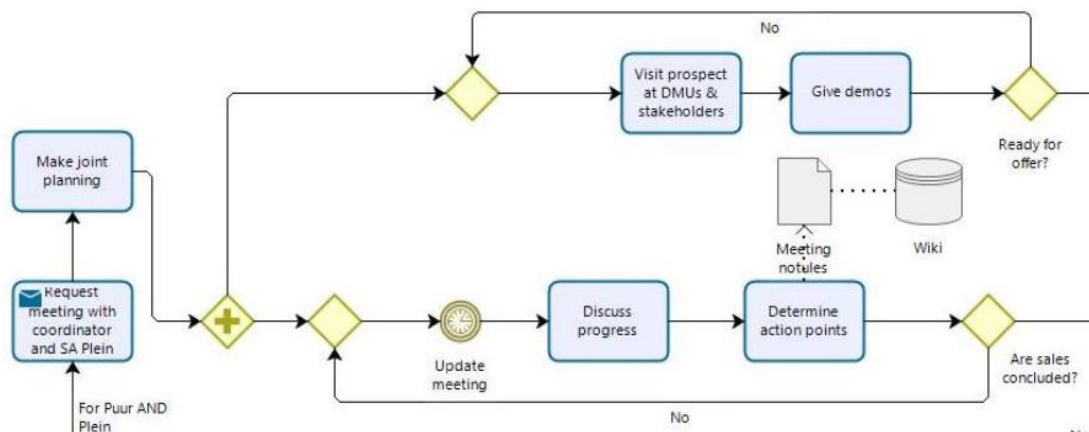 No
Visit prospect
at DMUs &
stakeholders
Give demos
Ready for
offer?
Make joint
planning
Meeting
notules
Wiki
Request
meeting with
coordinator
and SA Plein
Discuss
progress
Determine
action points
Update
meeting
Are sales
concluded?
No
For Puur AND
Plein